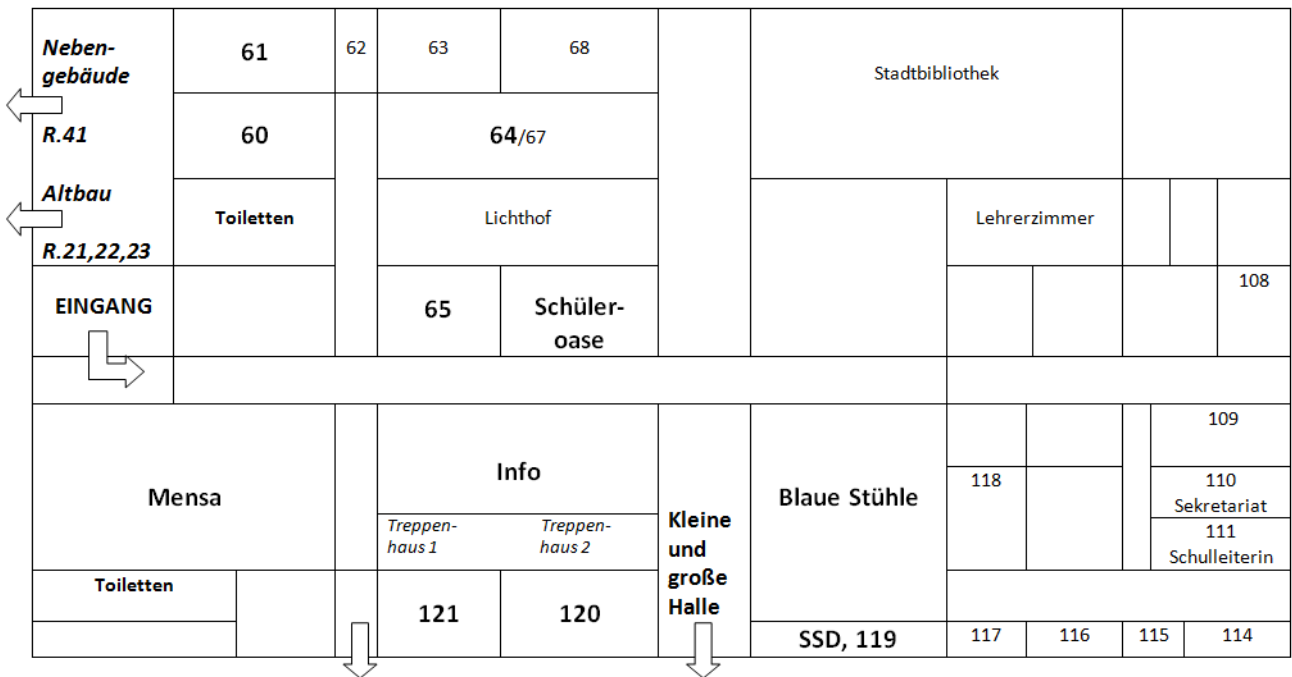 Neben-
gebäude
R.41
Altbau
R.21,22,23
EINGANG
61
62
63
68
Stadtbibliothek
60
64/67
Toiletten
Lichthof
Lehrerzimmer
65
Schüler-
oase
108
Mensa
Info
Treppen-
haus 1
Treppen-
haus 2
Kleine
und
große
Halle
Blaue Stühle
118
109
110
Sekretariat
111
Schulleiterin
Toiletten
121
120
SSD, 119
117
116
115
114